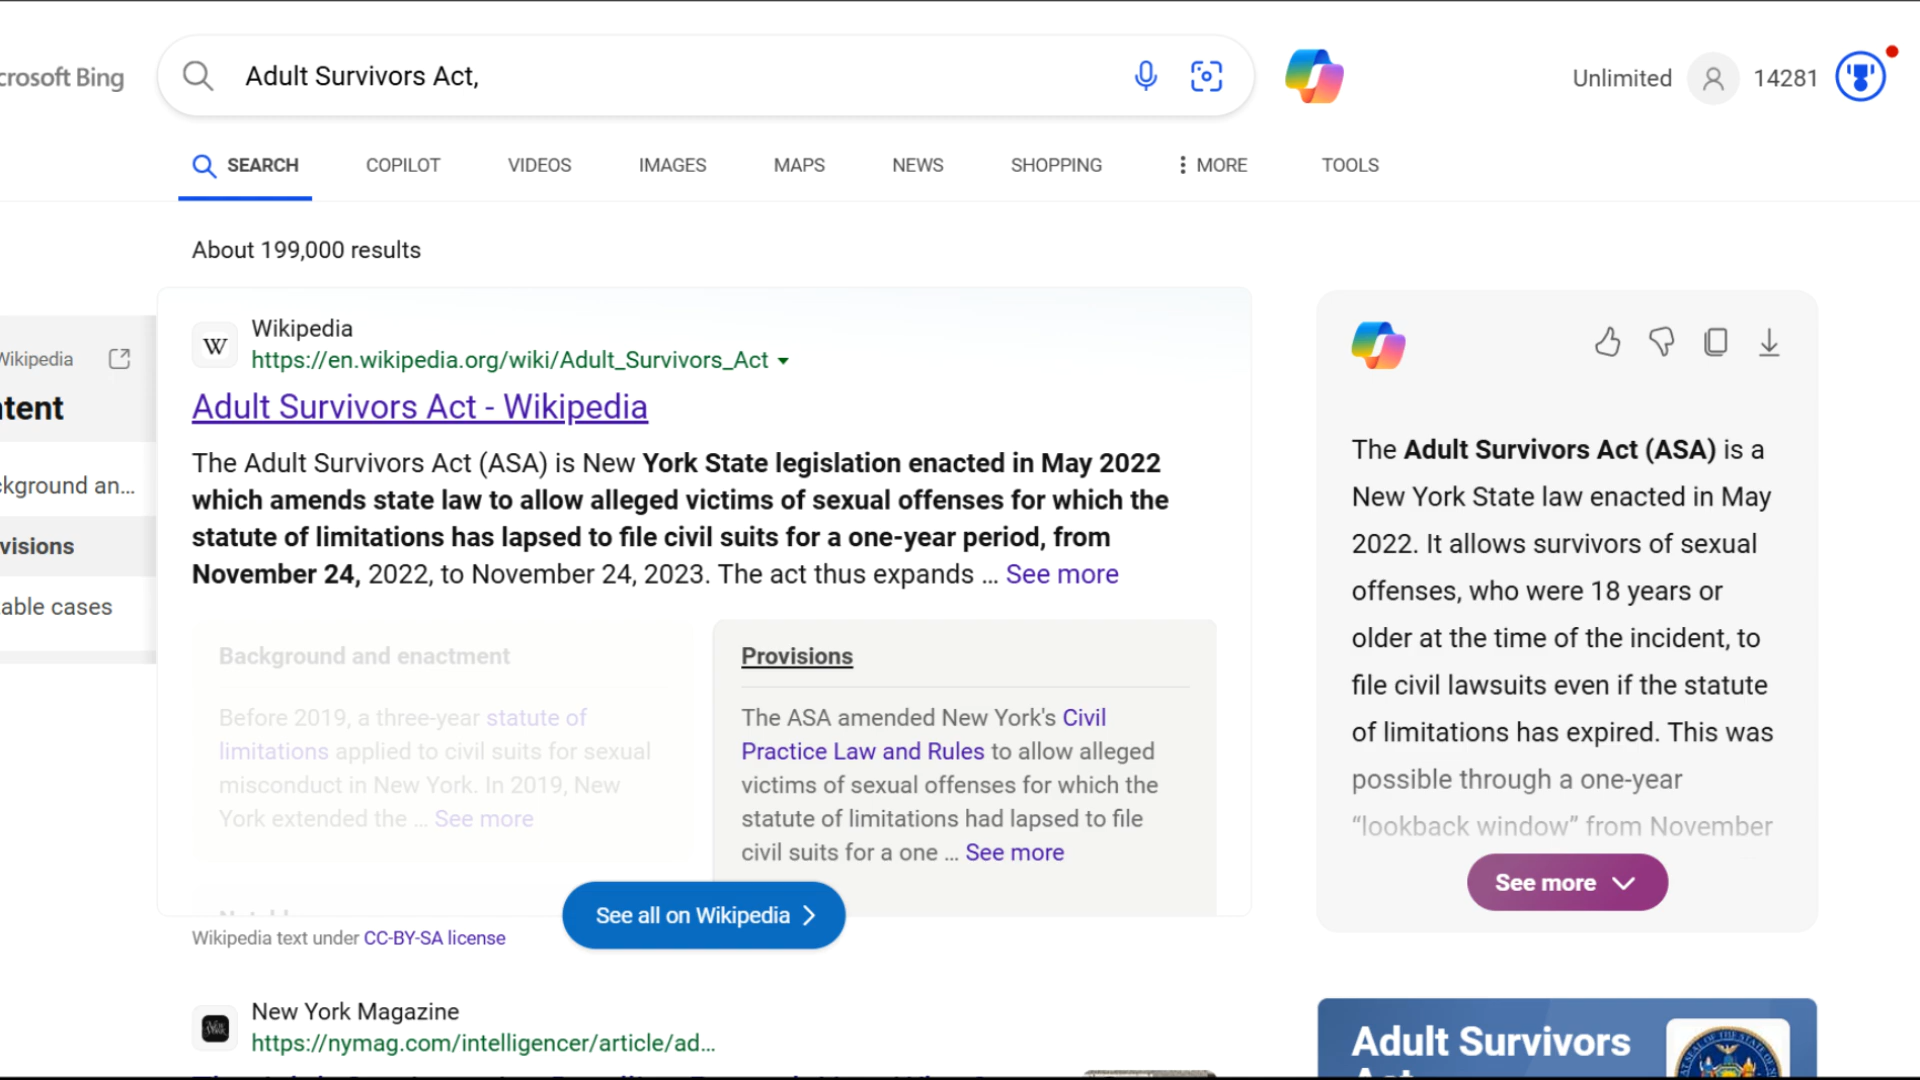 crosoft Bing
Adult Survivors Act,
Unlimited
14281
SEARCH
COPILOT
VIDEOS
IMAGES
MAPS
NEWS
SHOPPING
MORE
TOOLS
About 199,000 results
Wikipedia
ntent
ckground an...
visions
able cases
W
Wikipedia
https://en.wikipedia.org/wiki/Adult_Survivors_Act
Adult Survivors Act - Wikipedia
The Adult Survivors Act (ASA) is New York State legislation enacted in May 2022
which amends state law to allow alleged victims of sexual offenses for which the
statute of limitations has lapsed to file civil suits for a one-year period, from
November 24, 2022, to November 24, 2023. The act thus expands ... See more
Background and enactment
Before 2019, a three-year statute of
limitations applied to civil suits for sexual
misconduct in New York. In 2019, New
York extended the ... See more
Provisions
The ASA amended New York's Civil
Practice Law and Rules to allow alleged
victims of sexual offenses for which the
statute of limitations had lapsed to file
civil suits for a one ... See more
See all on Wikipedia
Wikipedia text under CC-BY-SA license
New York Magazine
https://nymag.com/intelligencer/article/ad...
The Adult Survivors Act (ASA) is a
New York State law enacted in May
2022. It allows survivors of sexual
offenses, who were 18 years or
older at the time of the incident, to
file civil lawsuits even if the statute
of limitations has expired. This was
possible through a one-year
“lookback window” from November
See more
Adult Survivors
Act